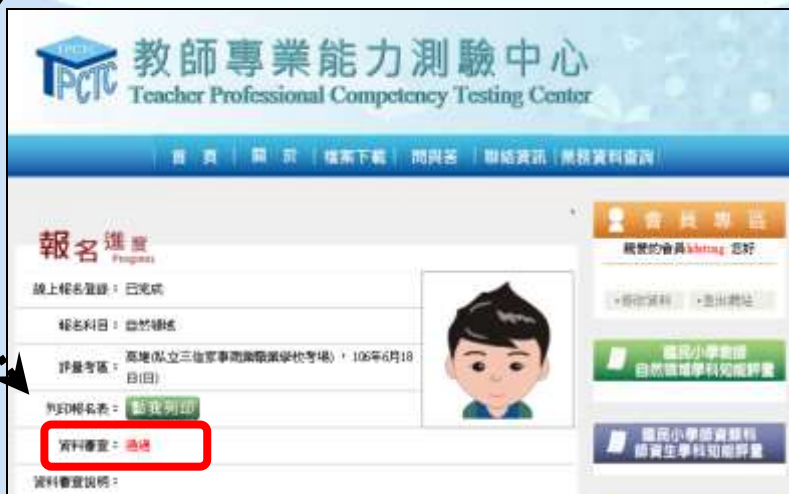 TPCTC
教師專業能力測驗中心
Teacher Professional Competency Testing Center
首頁 關於 檔案下載 問與答 聯絡資訊 業務資料查詢
會員專區
親愛的會員 您好
報名進度
Progress
線上報名登錄： 已完成
•修改資料 •登出網站
報名科目： 自然領域
評量考區： 高雄(私立三信家事商業職業學校考場) ， 106年6月18
日(日)
國民小學教師
自然領域學科知能評量
列印報名表： 點我列印
資料審查： 通過
國民小學師資類科
師資生學科知能評量
資料審查說明：